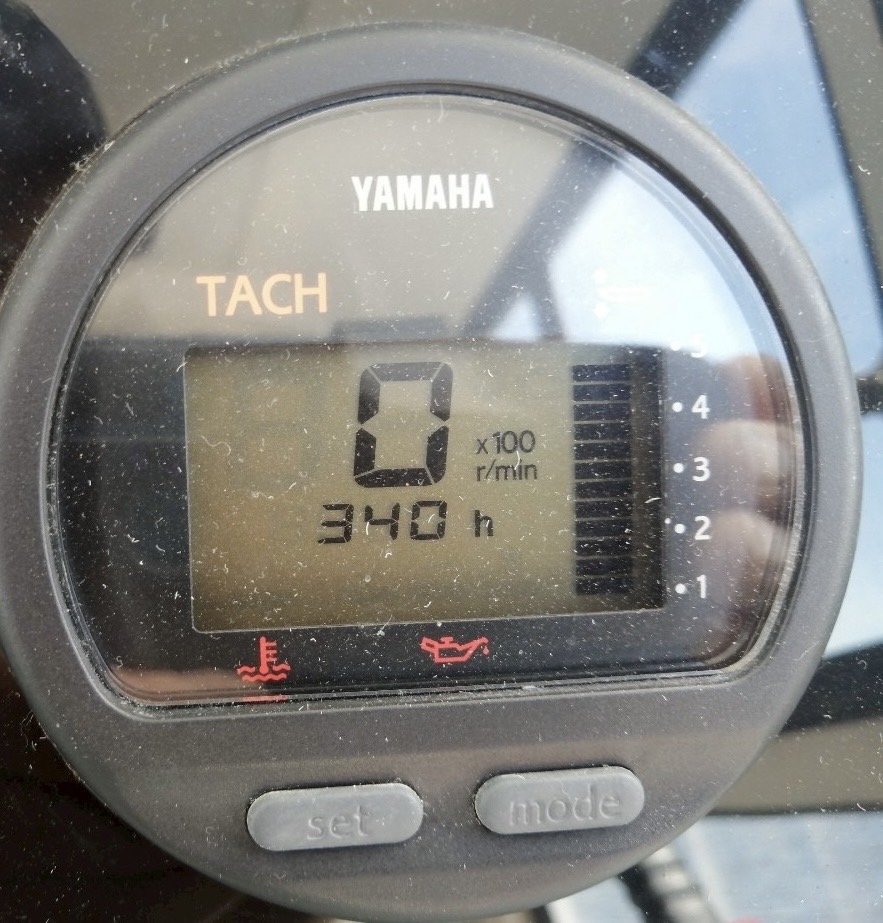 YAMAHA
TACH
0 x100
r/min
340 h
5
4
3
2
1
set
mode